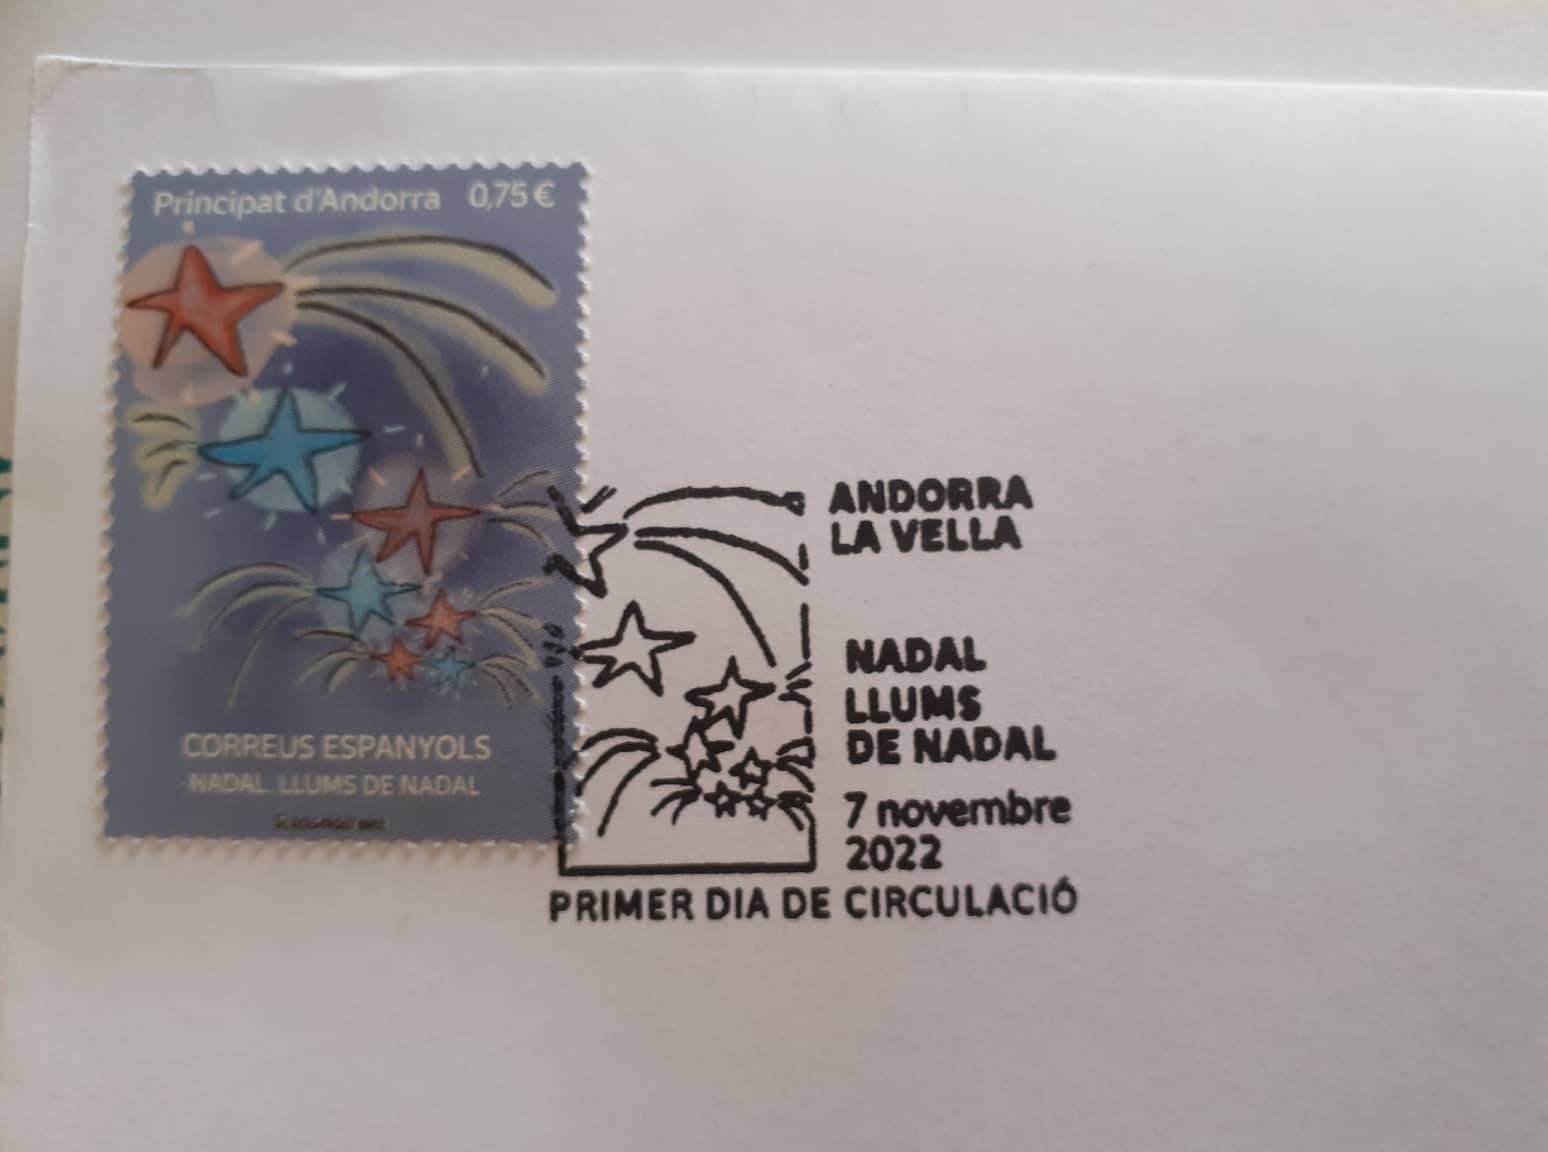 Principat d'Andorra 0,75 €
CORREUS ESPANYOLS
NADAL. LLUMS DE NADAL
ANDORRA
LA VELLA
NADAL
LLUMS
DE NADAL
7 novembre
2022
PRIMER DIA DE CIRCULACIÓ